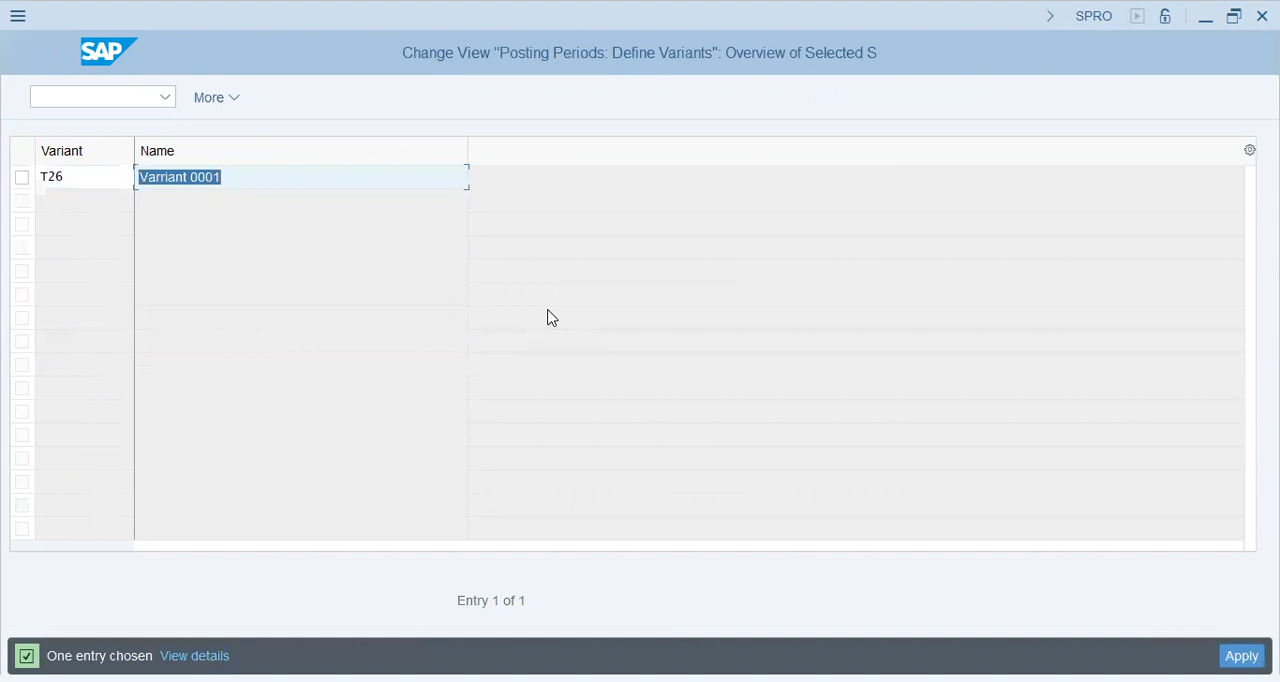 SPRO
SAP
Change View "Posting Periods: Define Variants": Overview of Selected S
More
Variant Name
T26 Varriant 0001
Entry 1 of 1
One entry chosen View details
Apply